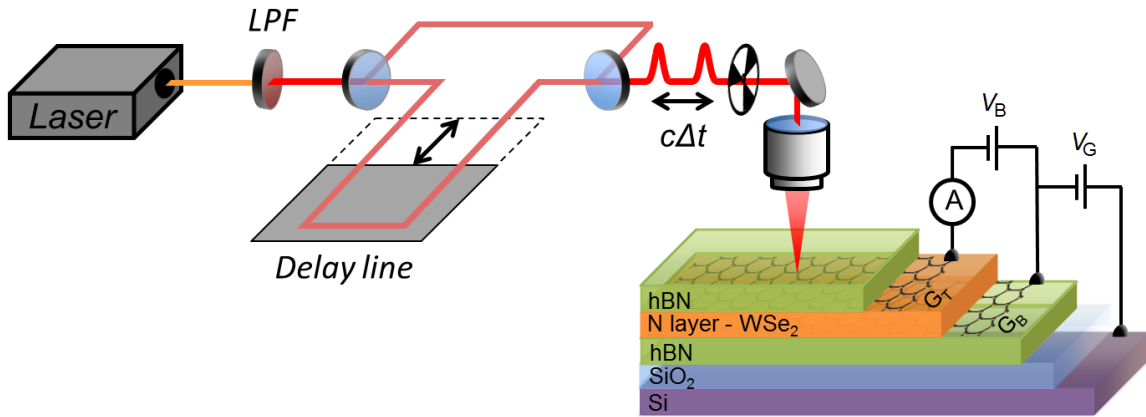 LPF
Laser
cΔt
Delay line
V_B
V_G
A
hBN
G_T
N layer - WSe₂
G_B
hBN
SiO₂
Si